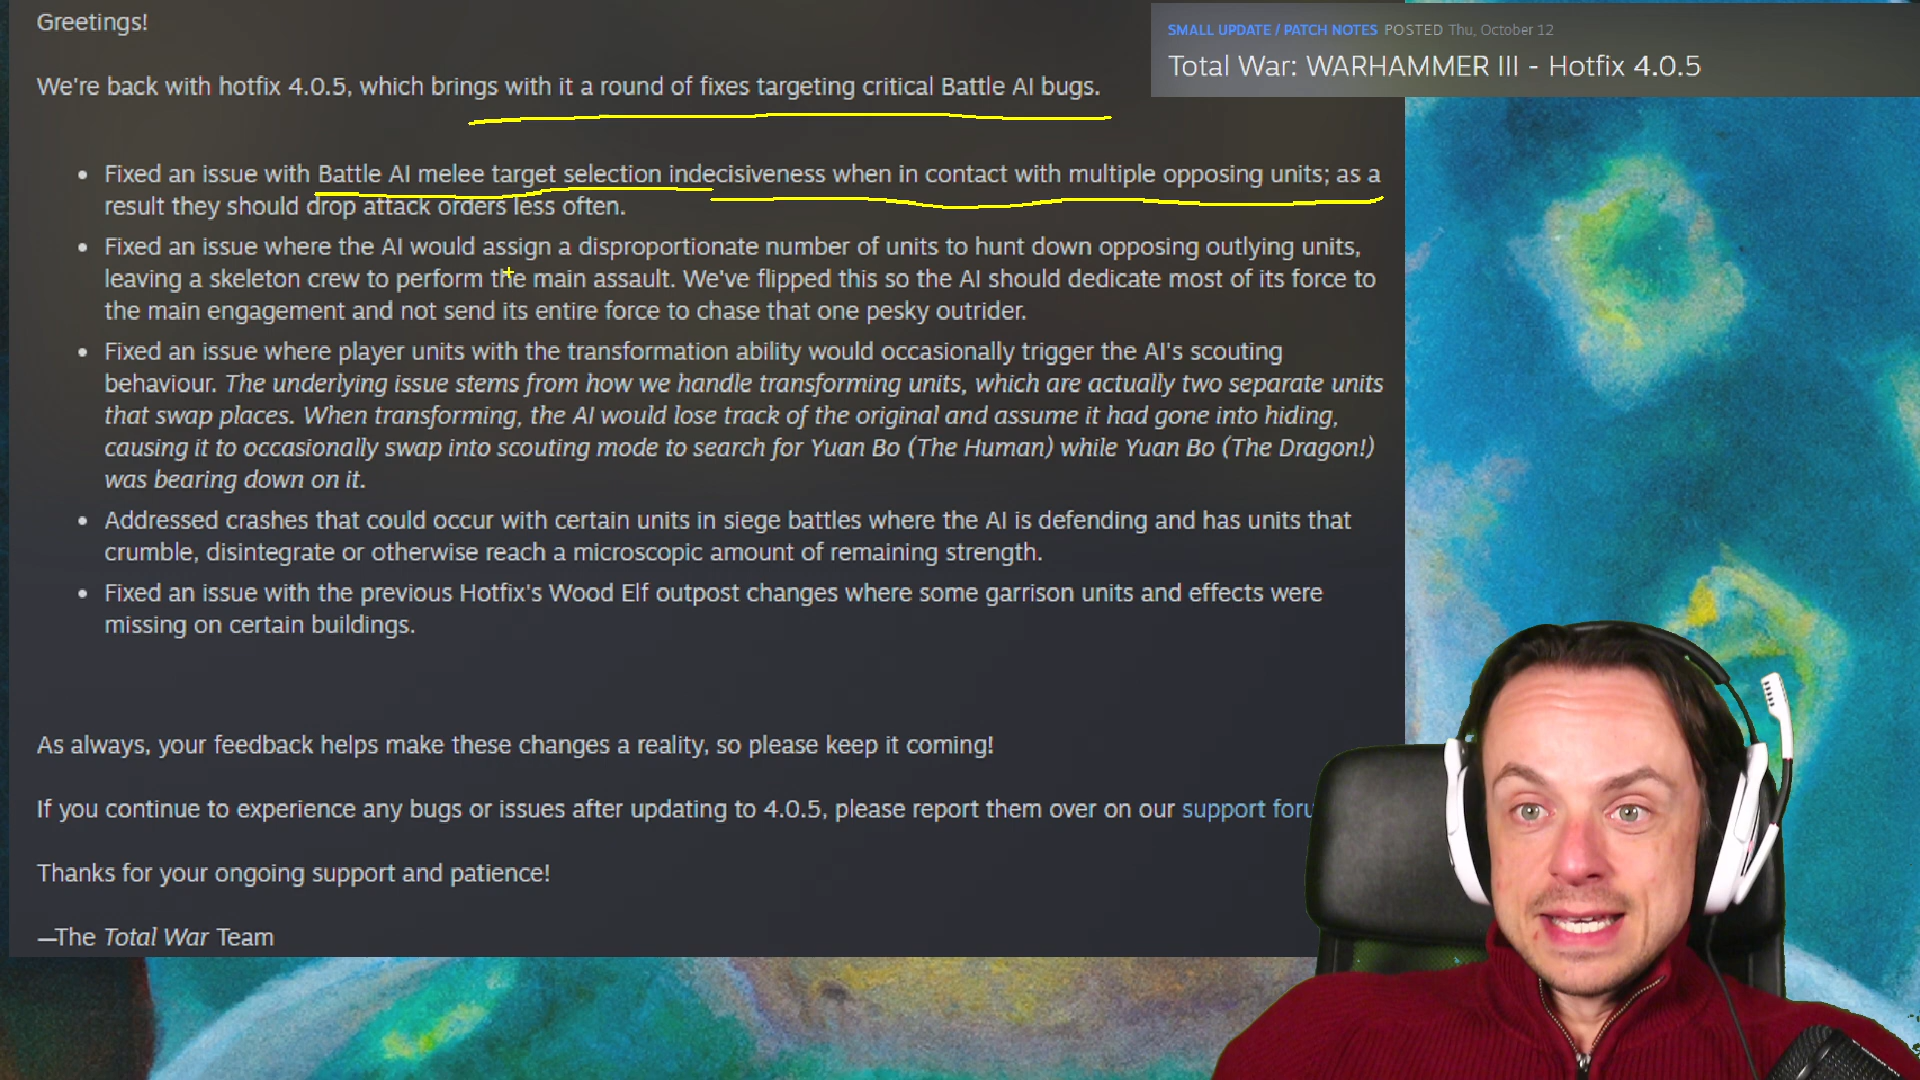 Greetings!
SMALL UPDATE / PATCH NOTES POSTED Thu, October 12
Total War: WARHAMMER III - Hotfix 4.0.5
We're back with hotfix 4.0.5, which brings with it a round of fixes targeting critical Battle AI bugs.
• Fixed an issue with Battle AI melee target selection indecisiveness when in contact with multiple opposing units; as a
result they should drop attack orders less often.
• Fixed an issue where the AI would assign a disproportionate number of units to hunt down opposing outlying units,
leaving a skeleton crew to perform the main assault. We've flipped this so the AI should dedicate most of its force to
the main engagement and not send its entire force to chase that one pesky outrider.
• Fixed an issue where player units with the transformation ability would occasionally trigger the AI's scouting
behaviour. The underlying issue stems from how we handle transforming units, which are actually two separate units
that swap places. When transforming, the AI would lose track of the original and assume it had gone into hiding,
causing it to occasionally swap into scouting mode to search for Yuan Bo (The Human) while Yuan Bo (The Dragon!)
was bearing down on it.
• Addressed crashes that could occur with certain units in siege battles where the AI is defending and has units that
crumble, disintegrate or otherwise reach a microscopic amount of remaining strength.
• Fixed an issue with the previous Hotfix's Wood Elf outpost changes where some garrison units and effects were
missing on certain buildings.
As always, your feedback helps make these changes a reality, so please keep it coming!
If you continue to experience any bugs or issues after updating to 4.0.5, please report them over on our support foru
Thanks for your ongoing support and patience!
—The Total War Team